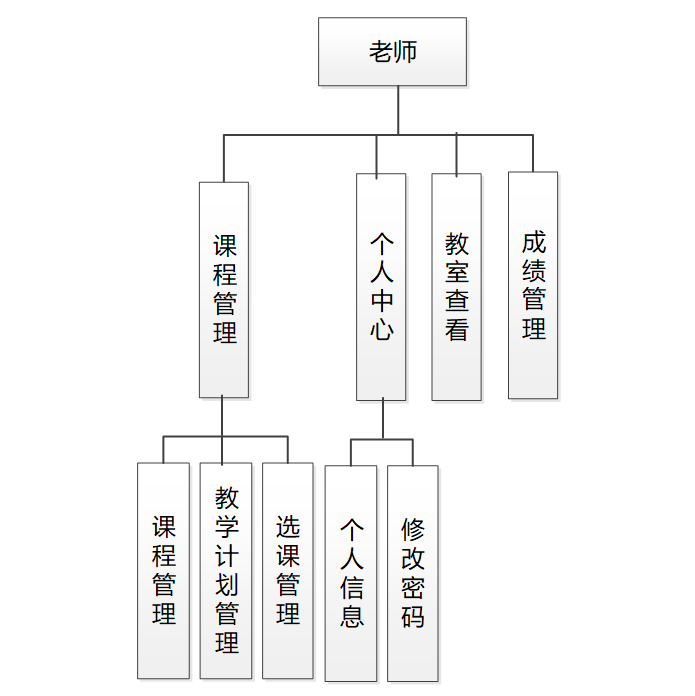 老师
课程管理
个人中心
教室查看
成绩管理
课程管理
教学计划管理
选课管理
个人信息
修改密码